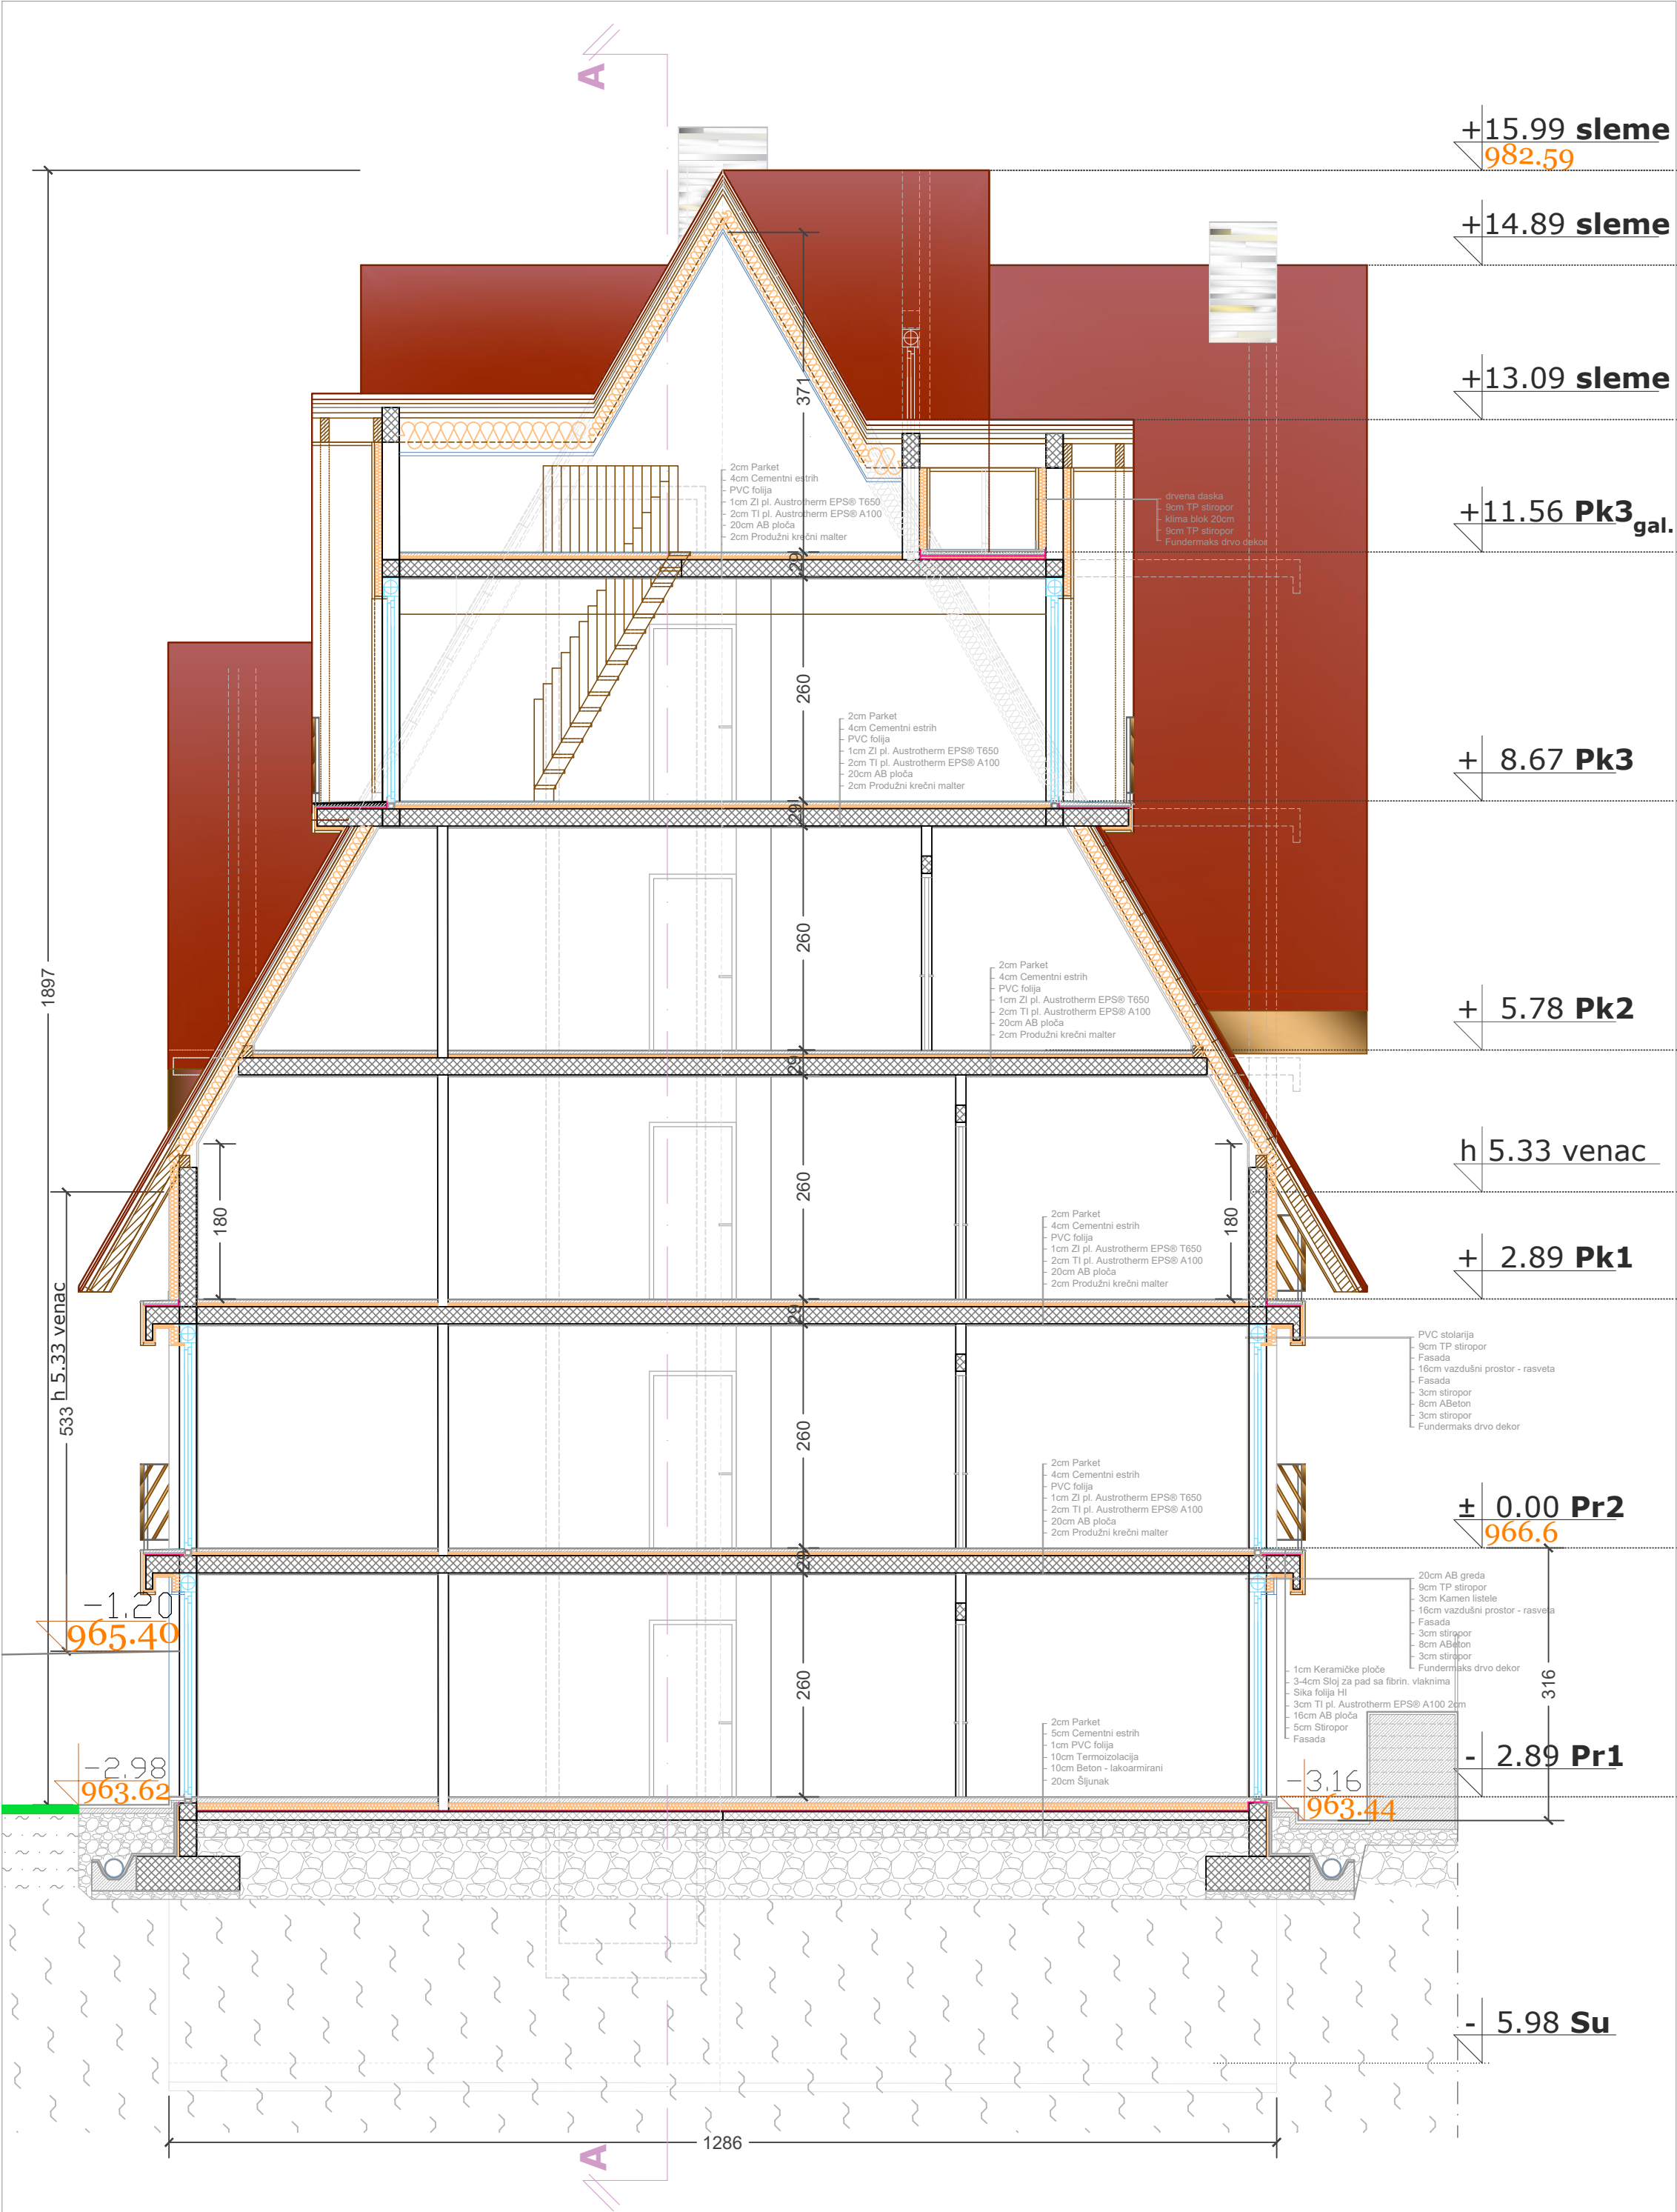 A
+15.99 sleme
982.59
+14.89 sleme
+13.09 sleme
371
2cm Parket
4cm Cementni estrih
PVC folija
1cm ZI pl. Austrotherm EPS® T650
2cm TI pl. Austrotherm EPS® A100
20cm AB ploča
2cm Produžni krečni malter
drvena daska
9cm TP stiropor
klima blok 20cm
9cm TP stiropor
Fundermaks drvo dekor
+11.56 Pk3 gal.
29
260
2cm Parket
4cm Cementni estrih
PVC folija
1cm ZI pl. Austrotherm EPS® T650
2cm TI pl. Austrotherm EPS® A100
20cm AB ploča
2cm Produžni krečni malter
+ 8.67 Pk3
29
1897
260
2cm Parket
4cm Cementni estrih
PVC folija
1cm ZI pl. Austrotherm EPS® T650
2cm TI pl. Austrotherm EPS® A100
20cm AB ploča
2cm Produžni krečni malter
+ 5.78 Pk2
29
h 5.33 venac
180
260
180
2cm Parket
4cm Cementni estrih
PVC folija
1cm ZI pl. Austrotherm EPS® T650
2cm TI pl. Austrotherm EPS® A100
20cm AB ploča
2cm Produžni krečni malter
+ 2.89 Pk1
29
533 h 5.33 venac
PVC stolarija
9cm TP stiropor
Fasada
16cm vazdušni prostor - rasveta
Fasada
3cm stiropor
8cm ABeton
3cm stiropor
Fundermaks drvo dekor
260
2cm Parket
4cm Cementni estrih
PVC folija
1cm ZI pl. Austrotherm EPS® T650
2cm TI pl. Austrotherm EPS® A100
20cm AB ploča
2cm Produžni krečni malter
± 0.00 Pr2
966.6
29
-1.20
965.40
20cm AB greda
9cm TP stiropor
3cm Kamen listele
16cm vazdušni prostor - rasveta
Fasada
3cm stiropor
8cm ABeton
3cm stiropor
Fundermaks drvo dekor
1cm Keramičke ploče
3-4cm Sloj za pad sa fibrin. vlaknima
Sika folija HI
3cm TI pl. Austrotherm EPS® A100 2cm
16cm AB ploča
5cm Stiropor
Fasada
260
316
2cm Parket
5cm Cementni estrih
1cm PVC folija
10cm Termoizolacija
10cm Beton - lakoarmirani
20cm Šljunak
-2.98
963.62
-3.16
963.44
- 2.89 Pr1
- 5.98 Su
1286
A